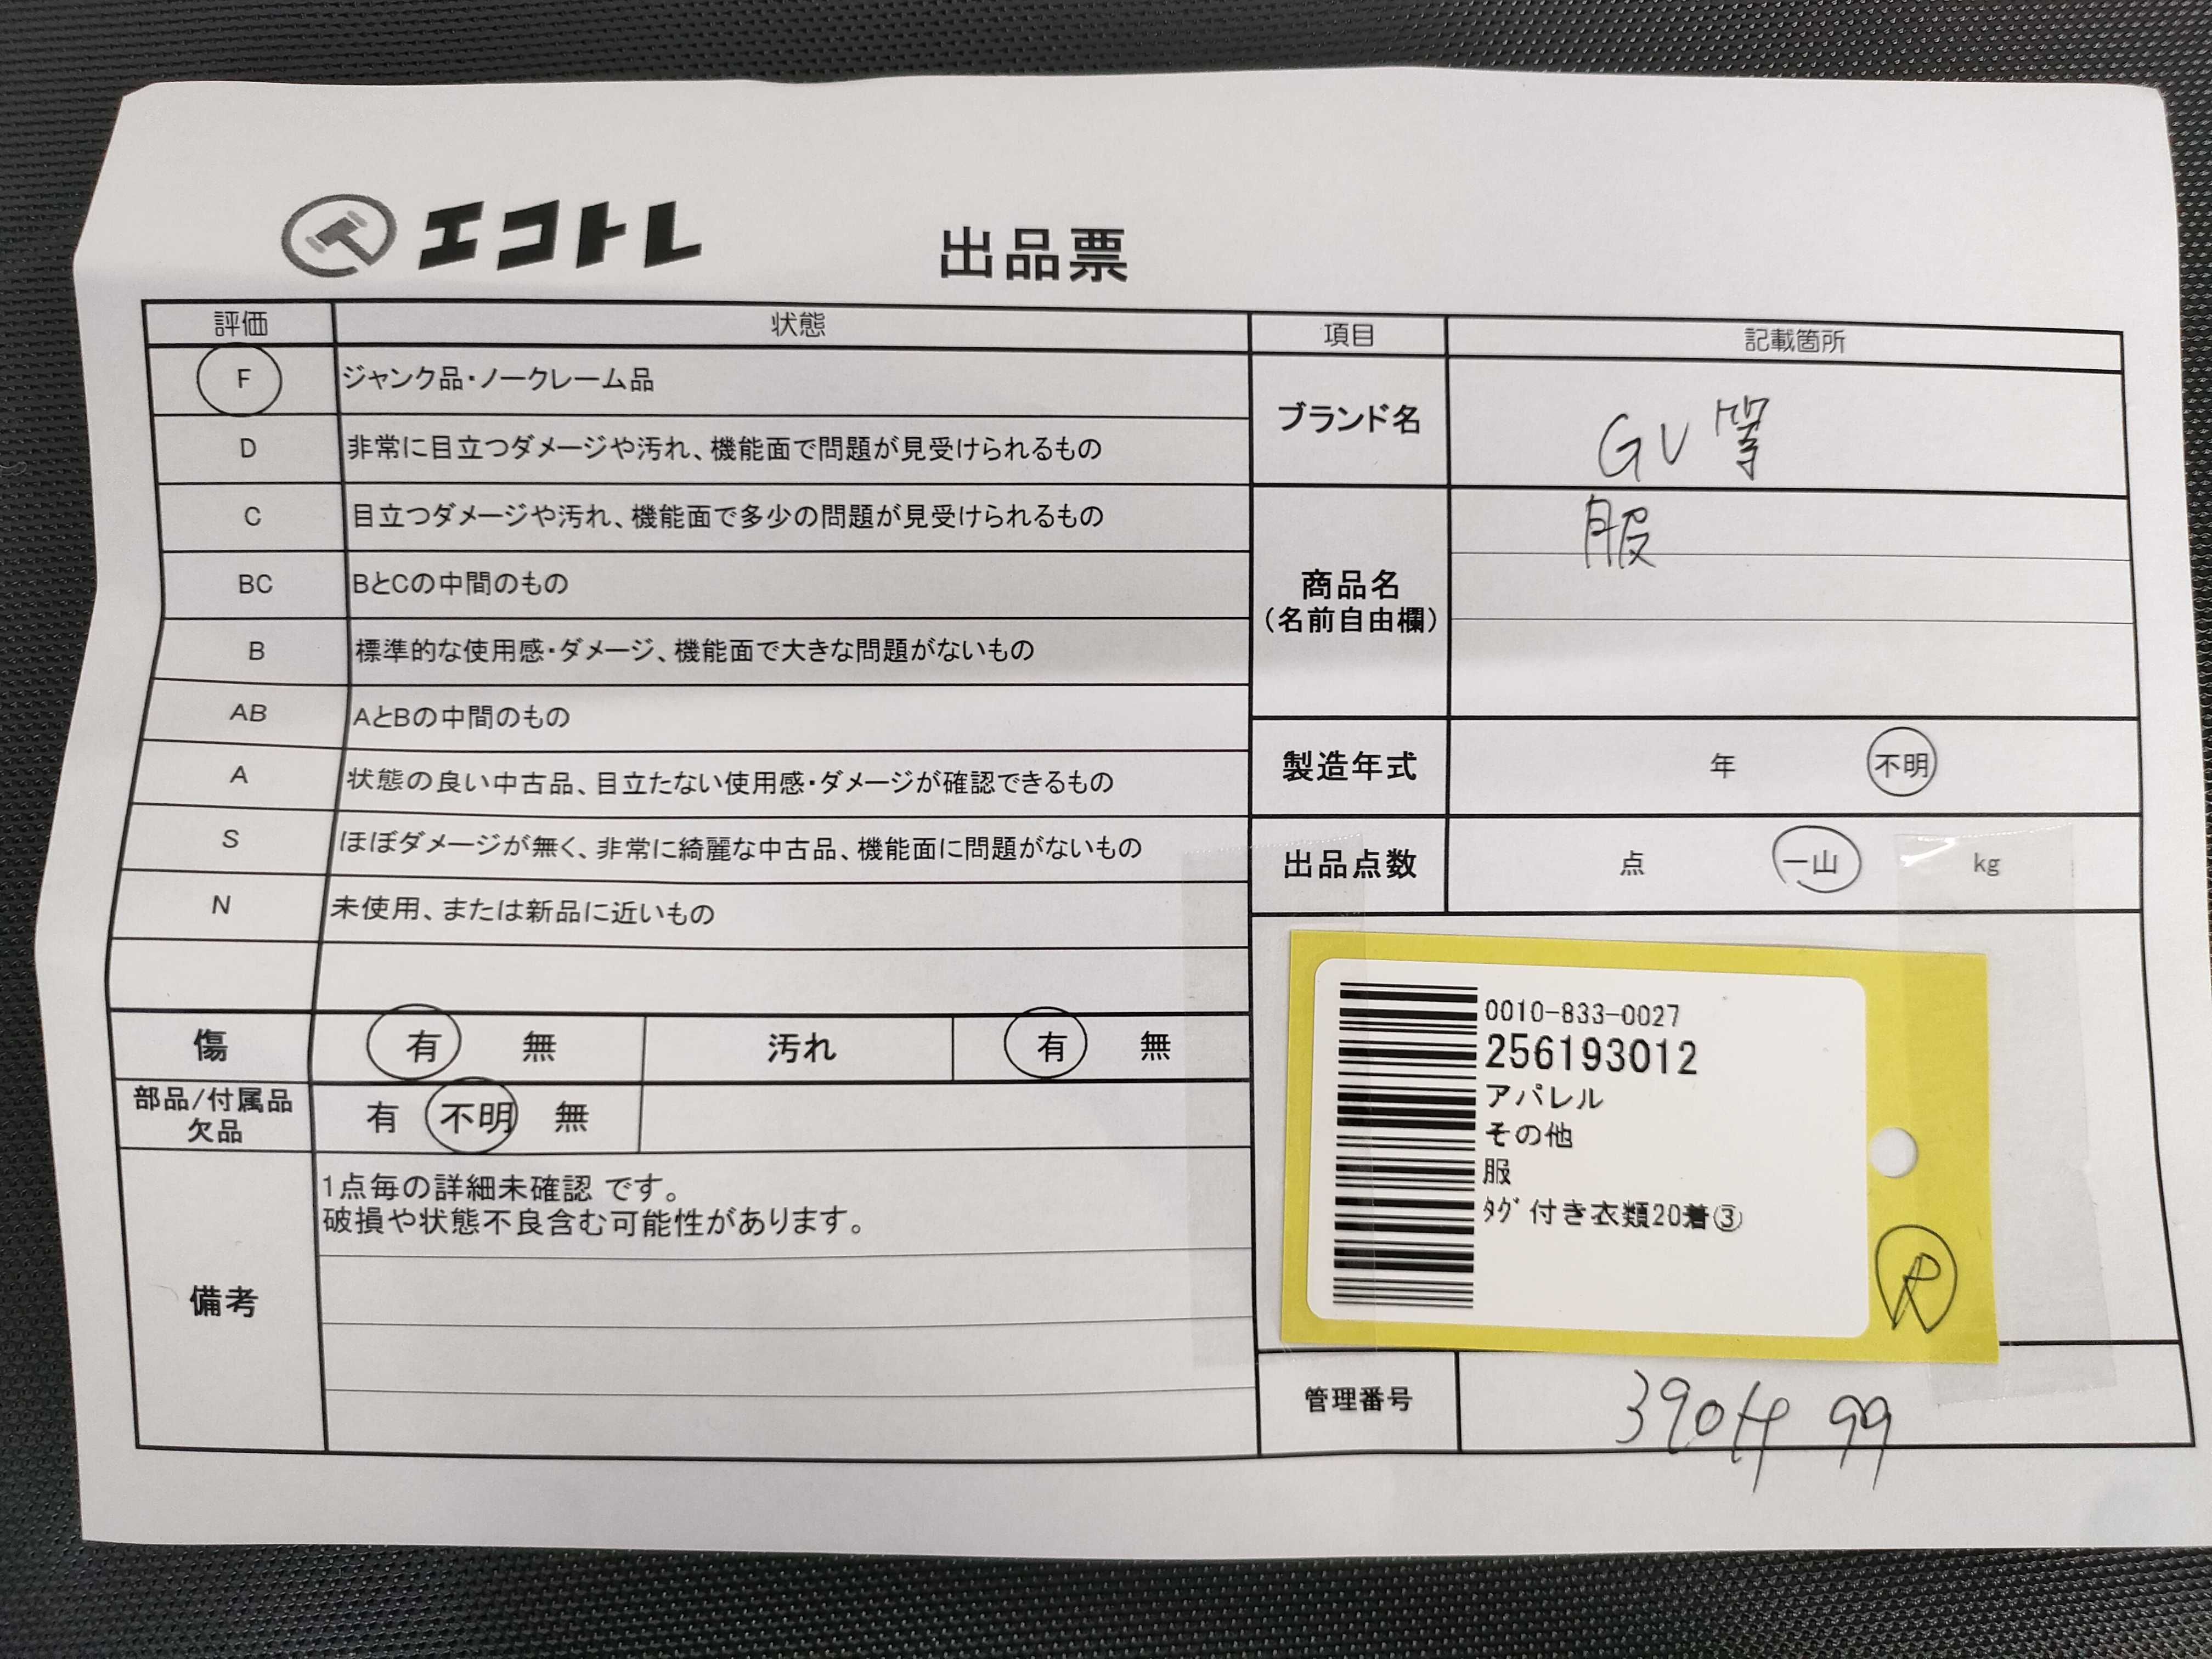 エコトレ
出品票
評価 状態
F ジャンク品・ノークレーム品
D 非常に目立つダメージや汚れ、機能面で問題が見受けられるもの
C 目立つダメージや汚れ、機能面で多少の問題が見受けられるもの
BC BとCの中間のもの
B 標準的な使用感・ダメージ、機能面で大きな問題がないもの
AB AとBの中間のもの
A 状態の良い中古品、目立たない使用感・ダメージが確認できるもの
S ほぼダメージが無く、非常に綺麗な中古品、機能面に問題がないもの
N 未使用、または新品に近いもの
傷 有 無 汚れ 有 無
部品/付属品
欠品
有 不明 無
備考
1点毎の詳細未確認 です。
破損や状態不良含む可能性があります。
項目 記載箇所
ブランド名 GU等
商品名
(名前自由欄)
服
製造年式 年 不明
出品点数 点 一山 kg
0010-833-0027
256193012
アパレル
その他
服
ﾀｸﾞ付き衣類20着③
R
管理番号 3904 99